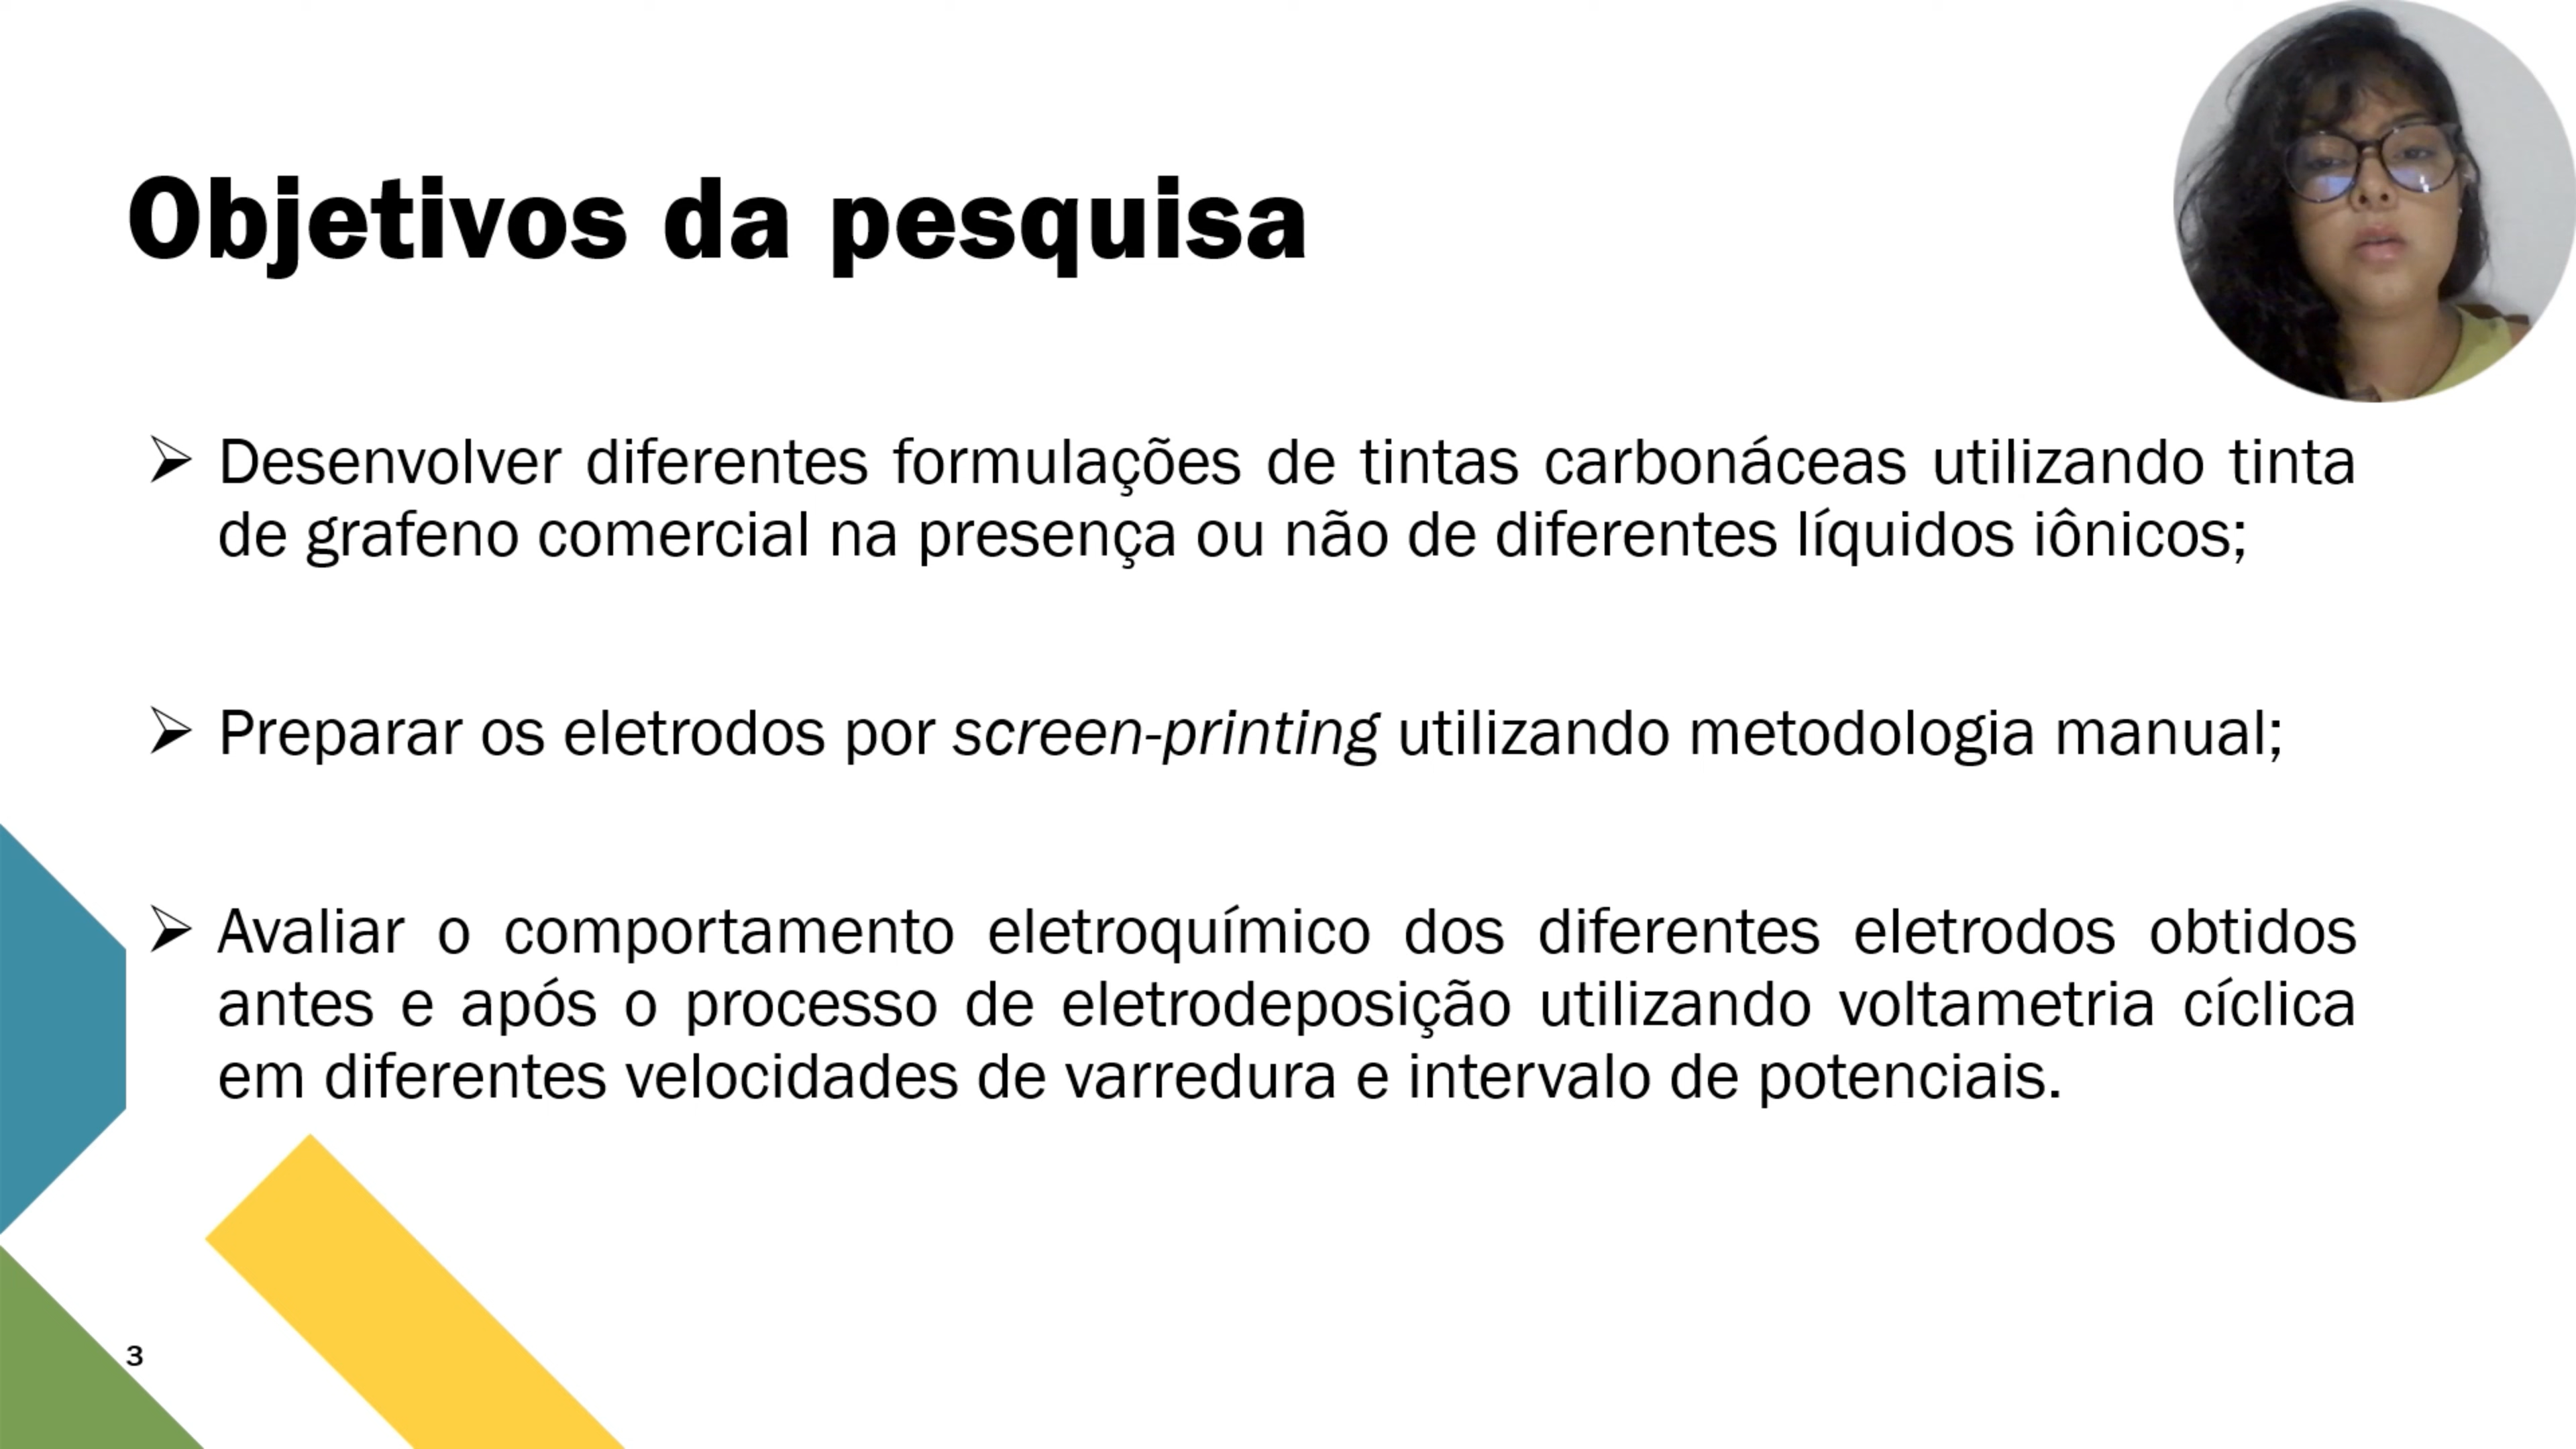 Objetivos da pesquisa
Desenvolver diferentes formulações de tintas carbonáceas utilizando tinta
de grafeno comercial na presença ou não de diferentes líquidos iônicos;
Preparar os eletrodos por screen-printing utilizando metodologia manual;
Avaliar o comportamento eletroquímico dos diferentes eletrodos obtidos
antes e após o processo de eletrodeposição utilizando voltametria cíclica
em diferentes velocidades de varredura e intervalo de potenciais.
3